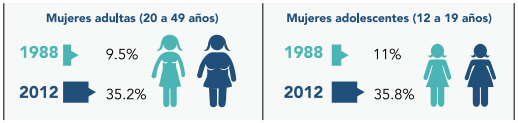 Mujeres adultas (20 a 49 años)
1988 9.5%
2012 35.2%
Mujeres adolescentes (12 a 19 años)
1988 11%
2012 35.8%